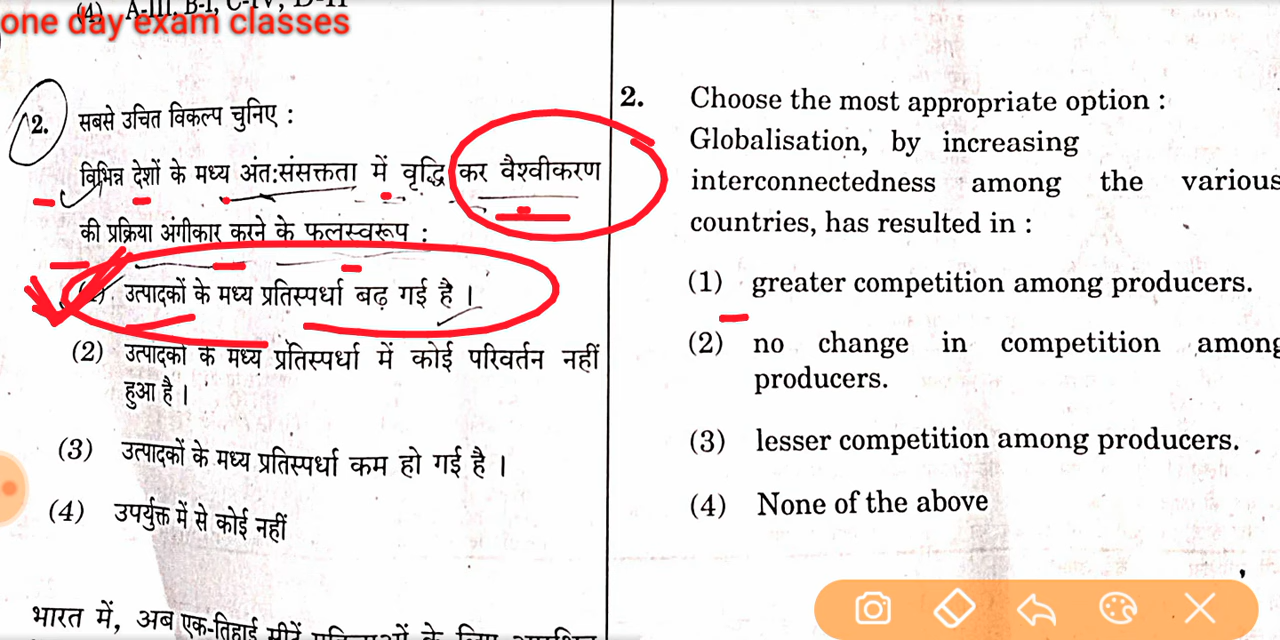 (4) A-III, B-I, C-IV, D-II
one day exam classes
2. सबसे उचित विकल्प चुनिए :
विभिन्न देशों के मध्य अंत:संसक्तता में वृद्धि कर वैश्वीकरण
की प्रक्रिया अंगीकार करने के फलस्वरूप :
उत्पादकों के मध्य प्रतिस्पर्धा बढ़ गई है ।
(2) उत्पादकों के मध्य प्रतिस्पर्धा में कोई परिवर्तन नहीं
हुआ है ।
(3) उत्पादकों के मध्य प्रतिस्पर्धा कम हो गई है ।
(4) उपर्युक्त में से कोई नहीं
भारत में, अब एक-तिहाई सीटें महिलाओं के लिए
2. Choose the most appropriate option :
Globalisation, by increasing
interconnectedness among the various
countries, has resulted in :
(1) greater competition among producers.
(2) no change in competition among
producers.
(3) lesser competition among producers.
(4) None of the above